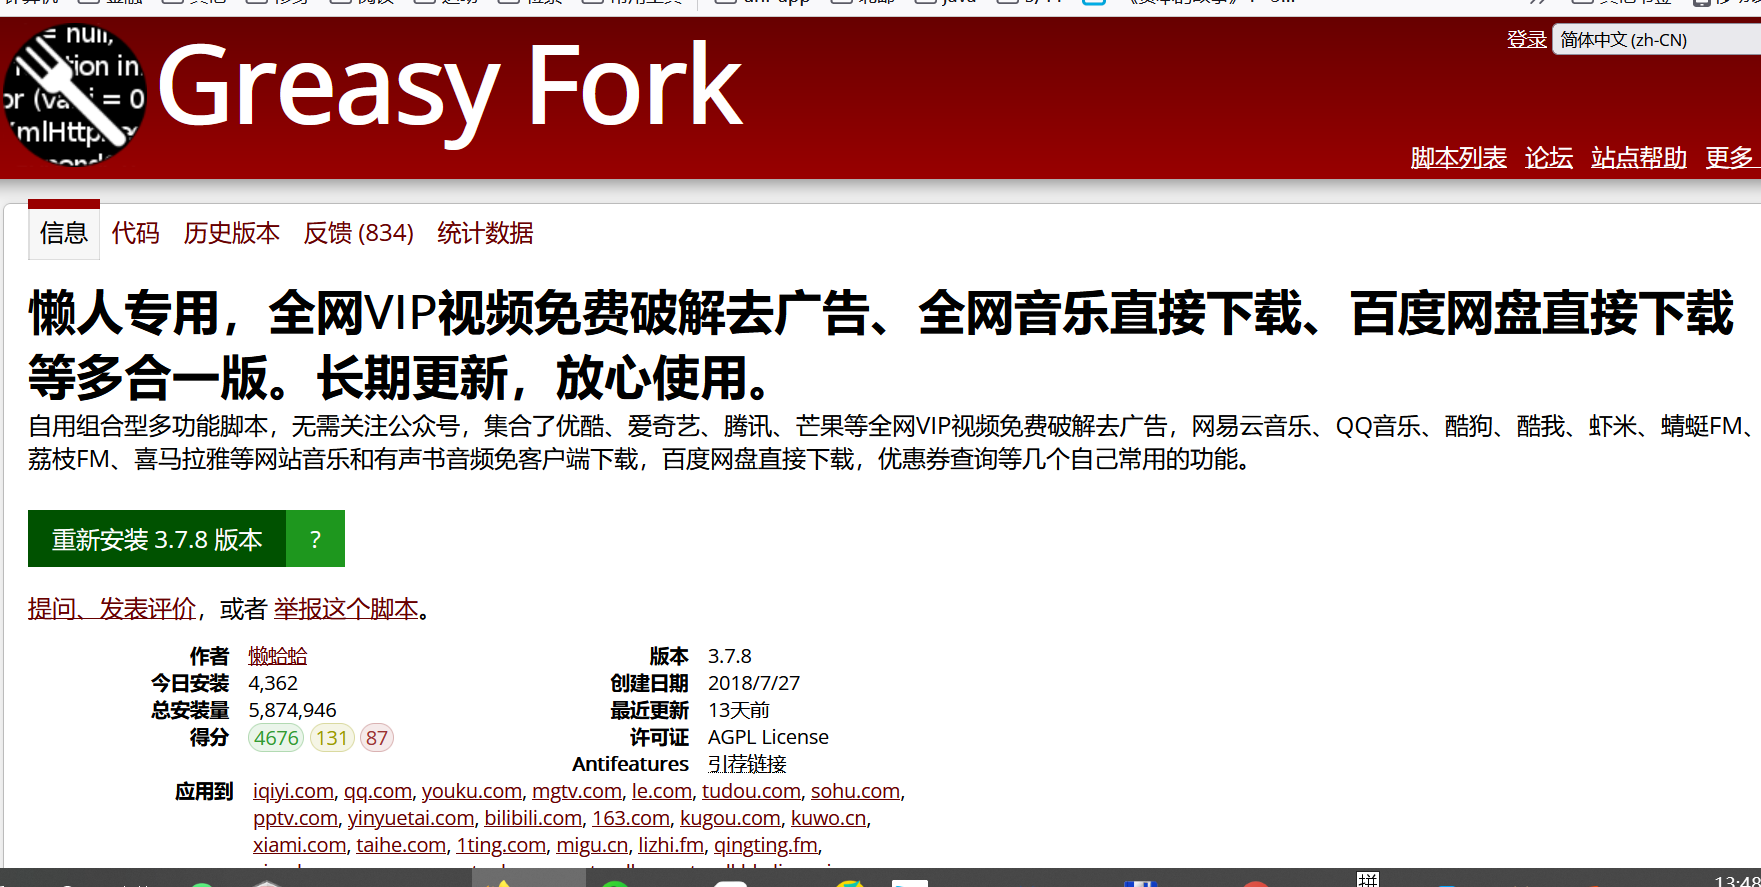 uni-app
java
= null,
tion in
or (va i = 0
XmlHttp
Greasy Fork
登录 简体中文 (zh-CN)
脚本列表 论坛 站点帮助 更多
信息 代码 历史版本 反馈 (834) 统计数据
懒人专用，全网VIP视频免费破解去广告、全网音乐直接下载、百度网盘直接下载
等多合一版。长期更新，放心使用。
自用组合型多功能脚本，无需关注公众号，集合了优酷、爱奇艺、腾讯、芒果等全网VIP视频免费破解去广告，网易云音乐、QQ音乐、酷狗、酷我、虾米、蜻蜓FM、
荔枝FM、喜马拉雅等网站音乐和有声书音频免客户端下载，百度网盘直接下载，优惠券查询等几个自己常用的功能。
重新安装 3.7.8 版本 ?
提问、发表评价，或者 举报这个脚本。
作者 懒蛤蛤 版本 3.7.8
今日安装 4,362 创建日期 2018/7/27
总安装量 5,874,946 最近更新 13天前
得分 4676 131 87 许可证 AGPL License
Antifeatures 引荐链接
应用到 iqiyi.com, qq.com, youku.com, mgtv.com, le.com, tudou.com, sohu.com,
pptv.com, yinyuetai.com, bilibili.com, 163.com, kugou.com, kuwo.cn,
xiami.com, taihe.com, 1ting.com, migu.cn, lizhi.fm, qingting.fm,
拼
13:48